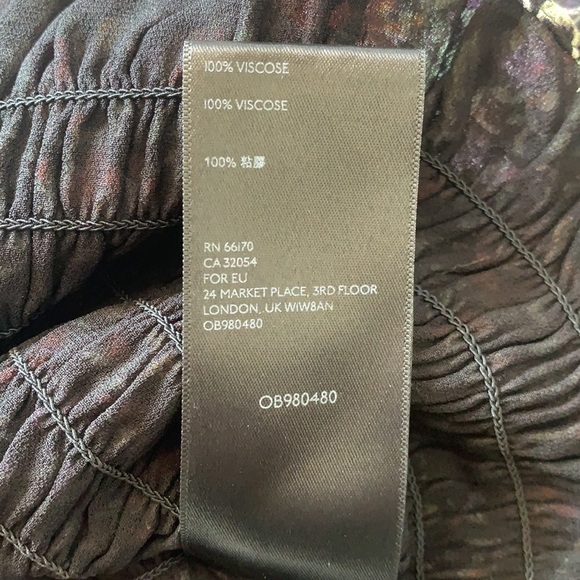 100% VISCOSE
100% VISCOSE
100% 粘膠
RN 66170
CA 32054
FOR EU
24 MARKET PLACE, 3RD FLOOR
LONDON, UK W1W8AN
OB980480
OB980480